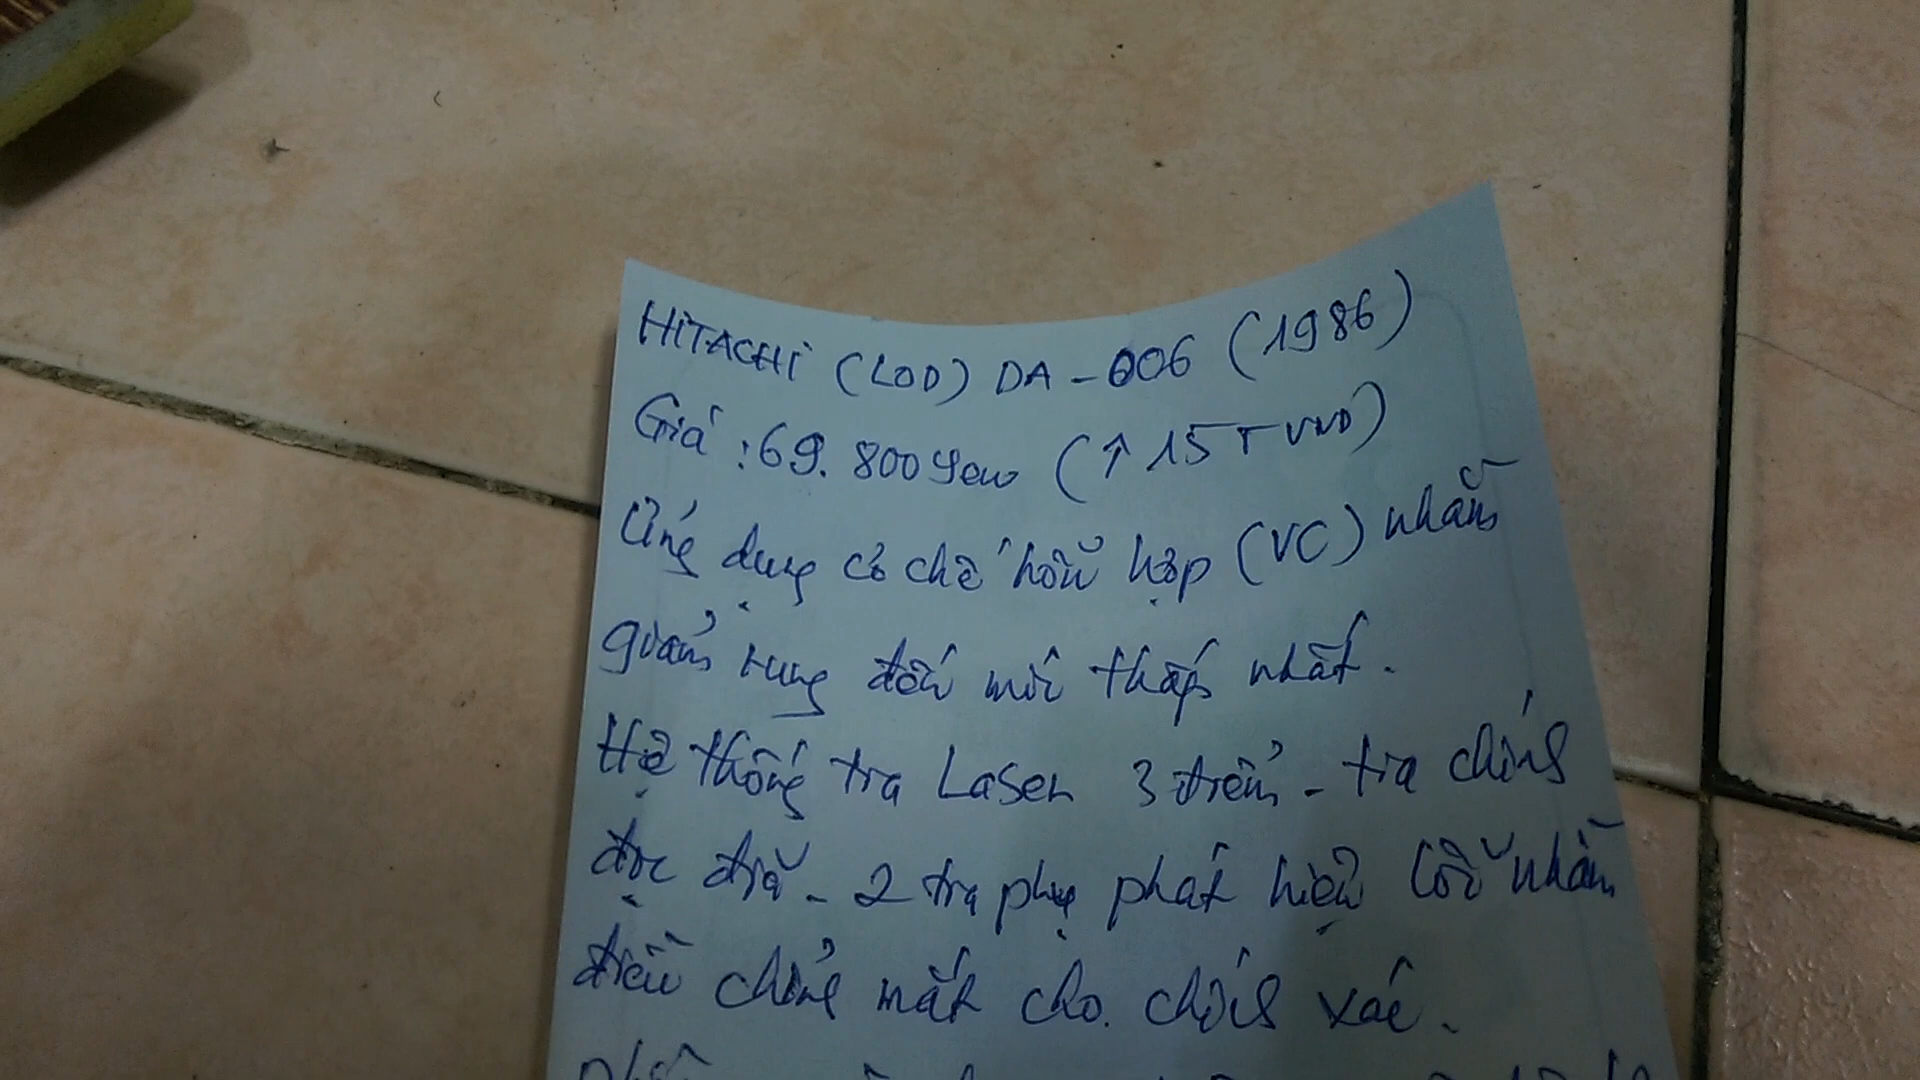 HITACHI (LOD) DA-006 (1986)
Giá: 69.800 Yen (↑ 15T VND)
Ứng dụng cơ chế hỗn hợp (VC) nhằm
giảm rung đến mức thấp nhất.
Hệ thống tia Laser 3 điểm - tia chính
đọc đĩa - 2 tia phụ phát hiện lỗi nhằm
điều chỉnh mắt cho chính xác.